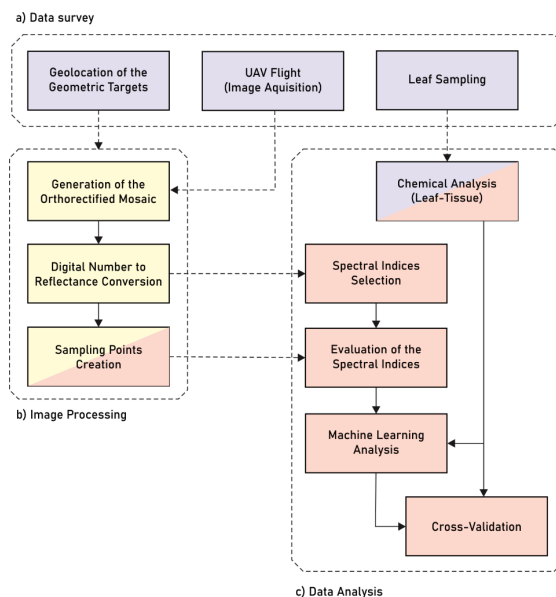 a) Data survey
Geolocation of the
Geometric Targets
UAV Flight
(Image Aquisition)
Leaf Sampling
Generation of the
Orthorectified Mosaic
Chemical Analysis
(Leaf-Tissue)
Digital Number to
Reflectance Conversion
Spectral Indices
Selection
Sampling Points
Creation
Evaluation of the
Spectral Indices
b) Image Processing
Machine Learning
Analysis
Cross-Validation
c) Data Analysis